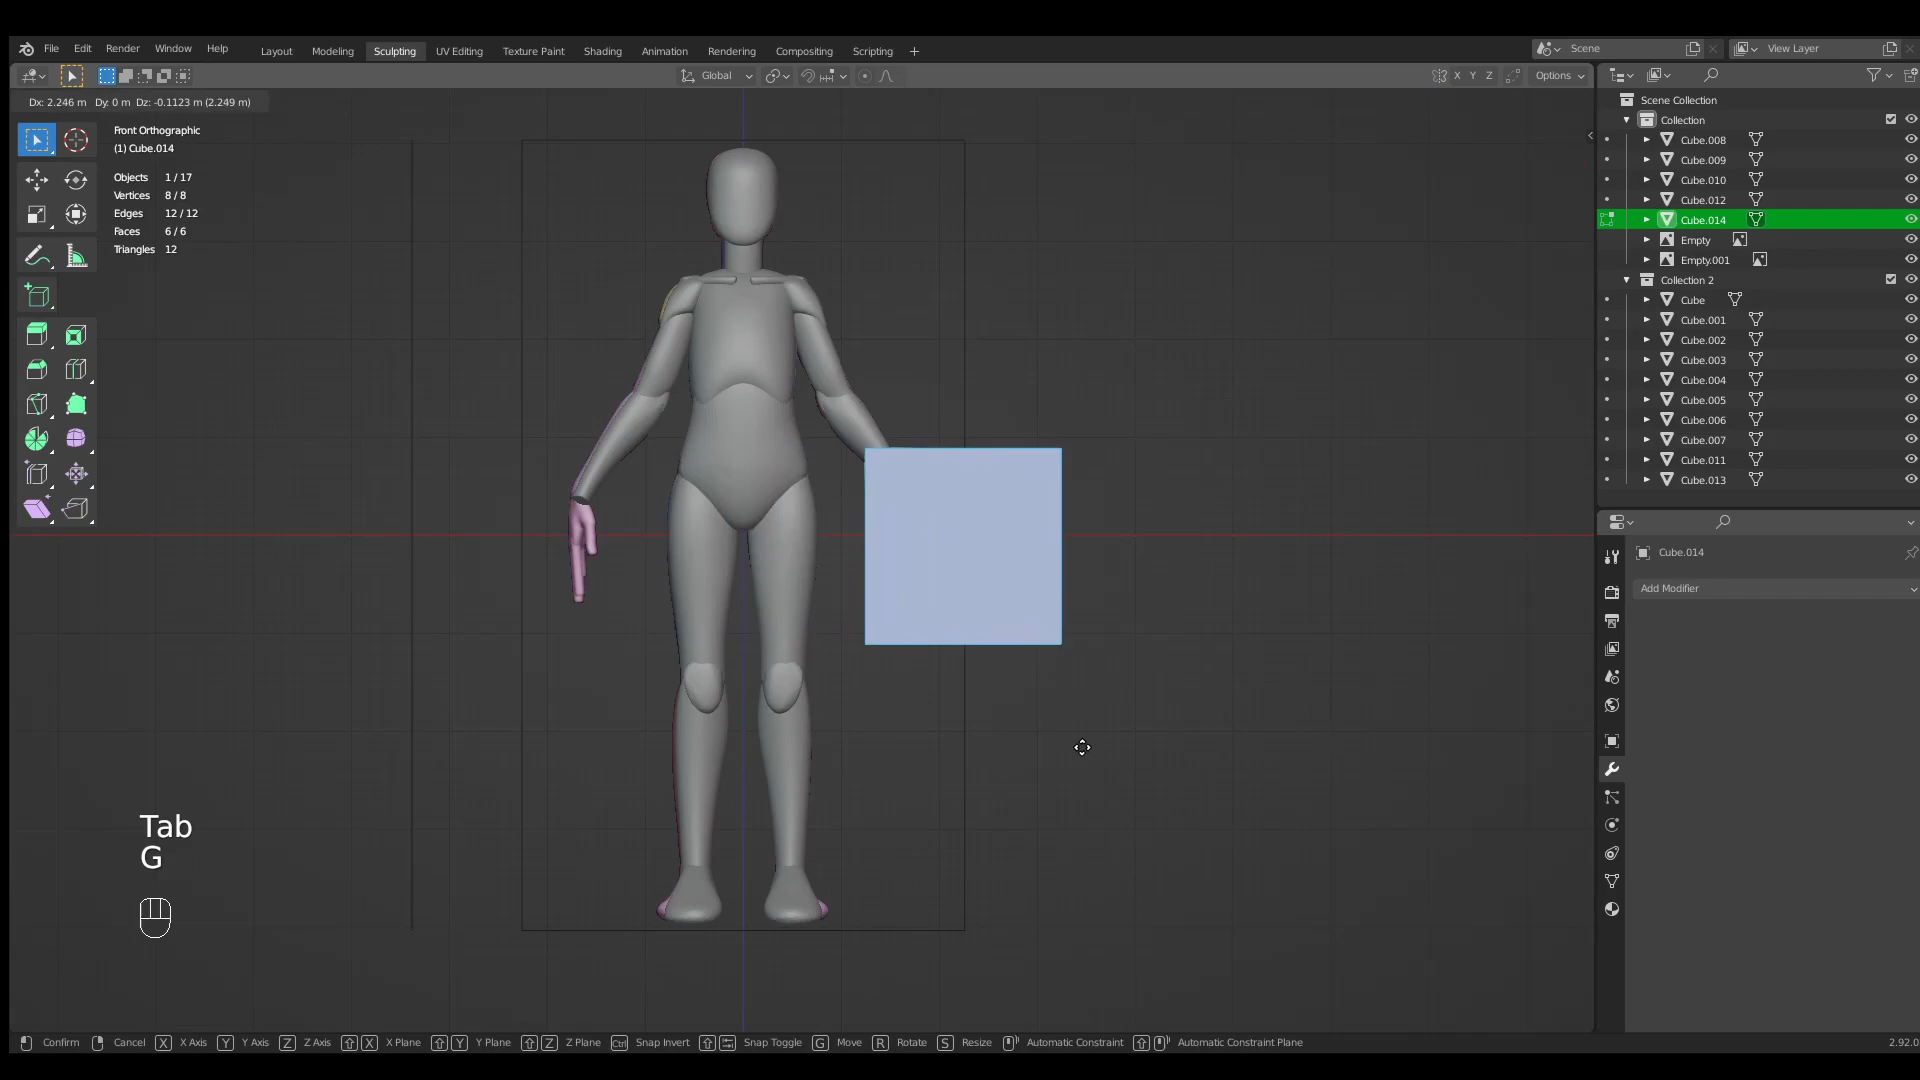 File Edit Render Window Help Layout Modeling Sculpting UV Editing Texture Paint Shading Animation Rendering Compositing Scripting + Scene View Layer
Global X Y Z Options
Dx: 2.246 m Dy: 0 m Dz: -0.1123 m (2.249 m)
Front Orthographic
(1) Cube.014
Objects 1 / 17
Vertices 8 / 8
Edges 12 / 12
Faces 6 / 6
Triangles 12
Tab
G
Scene Collection
Collection
Cube.008
Cube.009
Cube.010
Cube.012
Cube.014
Empty
Empty.001
Collection 2
Cube
Cube.001
Cube.002
Cube.003
Cube.004
Cube.005
Cube.006
Cube.007
Cube.011
Cube.013
Cube.014
Add Modifier
Confirm Cancel X X Axis Y Y Axis Z Z Axis X X Plane Y Y Plane Z Z Plane Ctrl Snap Invert Snap Toggle G Move R Rotate S Resize Automatic Constraint Automatic Constraint Plane 2.92.0